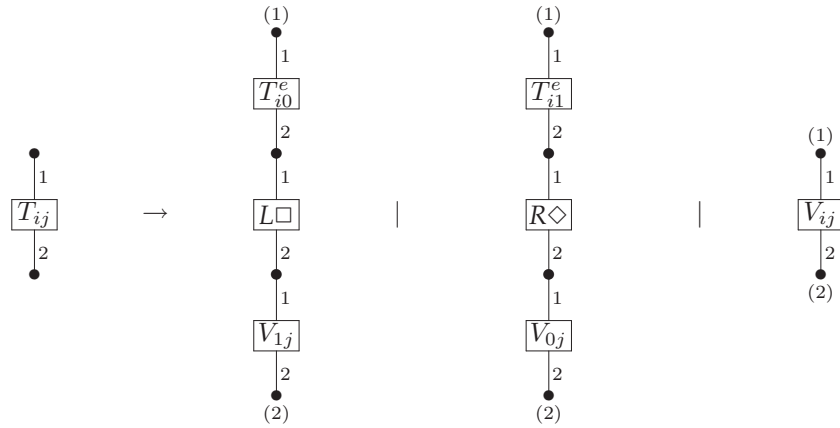 (1) (1)
1 1
T^e_{i0} T^e_{i1}
2 2 (1)
1 1 1 1
T_{ij} → L□ | R◇ | V_{ij}
2 2 2 2
1 1 (2)
V_{1j} V_{0j}
2 2
(2) (2)